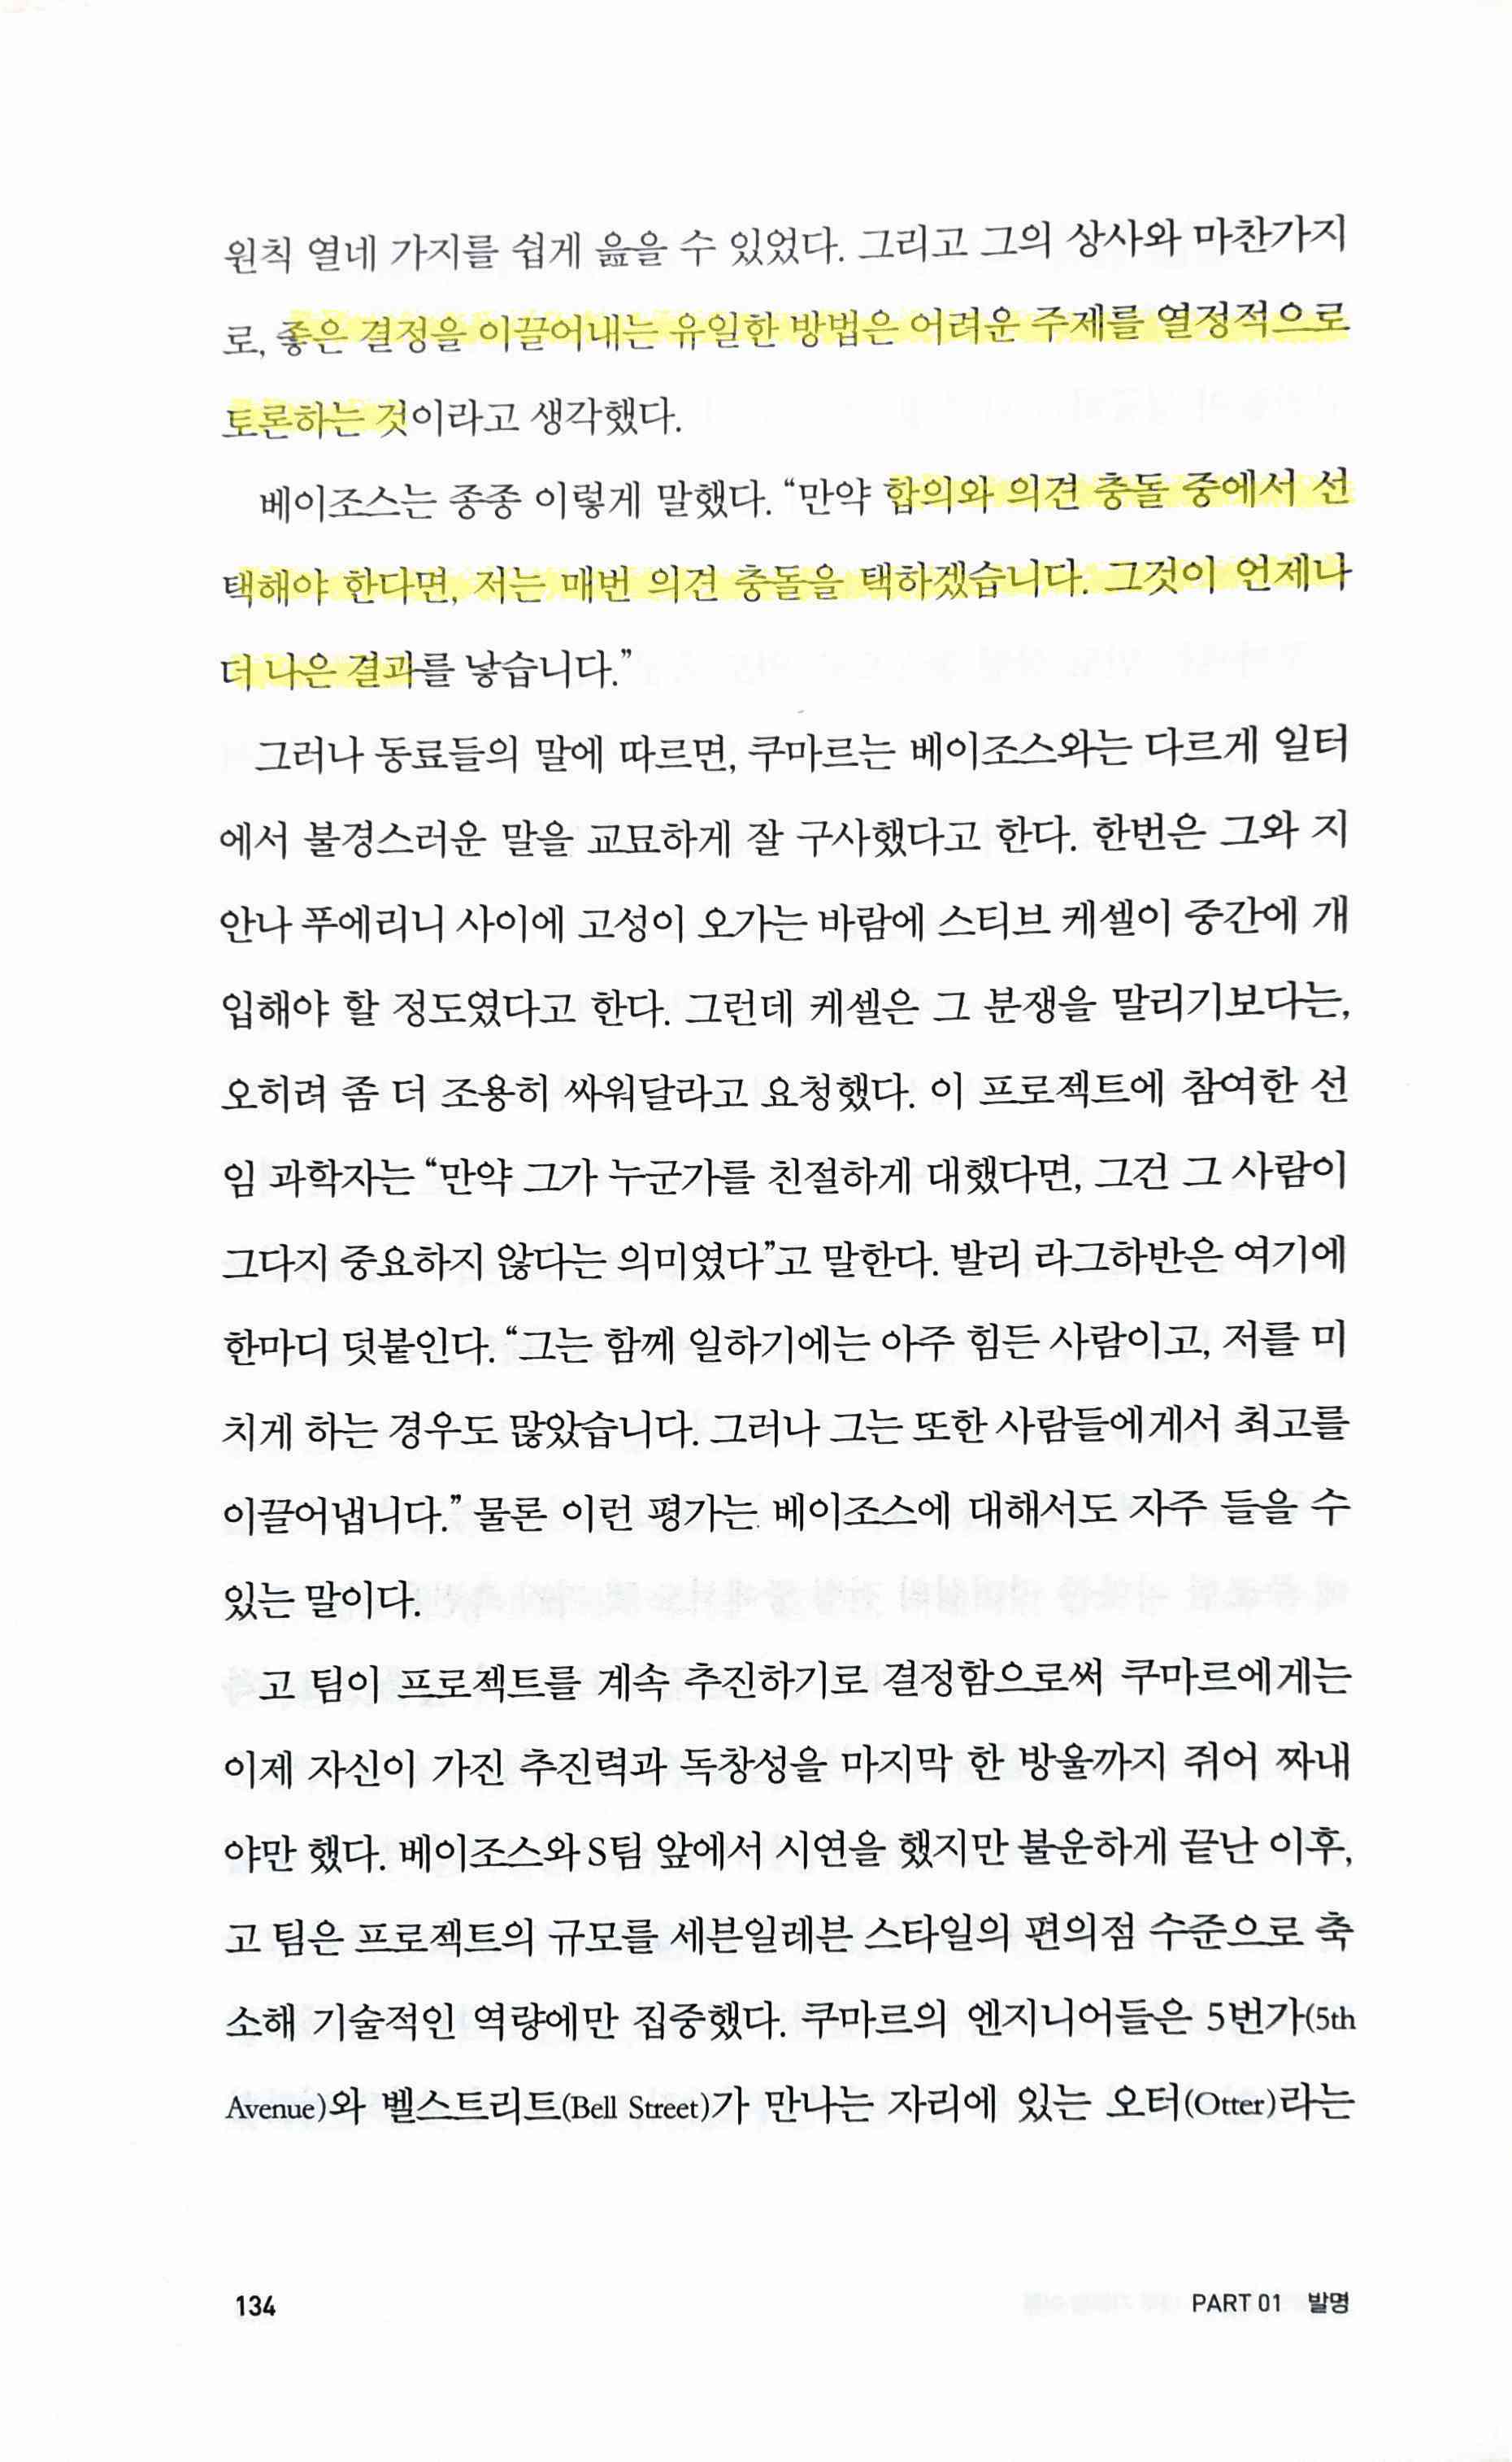 원칙 열네 가지를 쉽게 읊을 수 있었다. 그리고 그의 상사와 마찬가지
로, 좋은 결정을 이끌어내는 유일한 방법은 어려운 주제를 열정적으로
토론하는 것이라고 생각했다.
베이조스는 종종 이렇게 말했다. “만약 합의와 의견 충돌 중에서 선
택해야 한다면, 저는 매번 의견 충돌을 택하겠습니다. 그것이 언제나
더 나은 결과를 낳습니다.”
그러나 동료들의 말에 따르면, 쿠마르는 베이조스와는 다르게 일터
에서 불경스러운 말을 교묘하게 잘 구사했다고 한다. 한번은 그와 지
안나 푸에리니 사이에 고성이 오가는 바람에 스티브 케셀이 중간에 개
입해야 할 정도였다고 한다. 그런데 케셀은 그 분쟁을 말리기보다는,
오히려 좀 더 조용히 싸워달라고 요청했다. 이 프로젝트에 참여한 선
임 과학자는 “만약 그가 누군가를 친절하게 대했다면, 그건 그 사람이
그다지 중요하지 않다는 의미였다”고 말한다. 발리 라그하반은 여기에
한마디 덧붙인다. “그는 함께 일하기에는 아주 힘든 사람이고, 저를 미
치게 하는 경우도 많았습니다. 그러나 그는 또한 사람들에게서 최고를
이끌어냅니다.” 물론 이런 평가는 베이조스에 대해서도 자주 들을 수
있는 말이다.
고 팀이 프로젝트를 계속 추진하기로 결정함으로써 쿠마르에게는
이제 자신이 가진 추진력과 독창성을 마지막 한 방울까지 쥐어 짜내
야만 했다. 베이조스와 S팀 앞에서 시연을 했지만 불운하게 끝난 이후,
고 팀은 프로젝트의 규모를 세븐일레븐 스타일의 편의점 수준으로 축
소해 기술적인 역량에만 집중했다. 쿠마르의 엔지니어들은 5번가(5th
Avenue)와 벨스트리트(Bell Street)가 만나는 자리에 있는 오터(Otter)라는
134
PART 01 발명